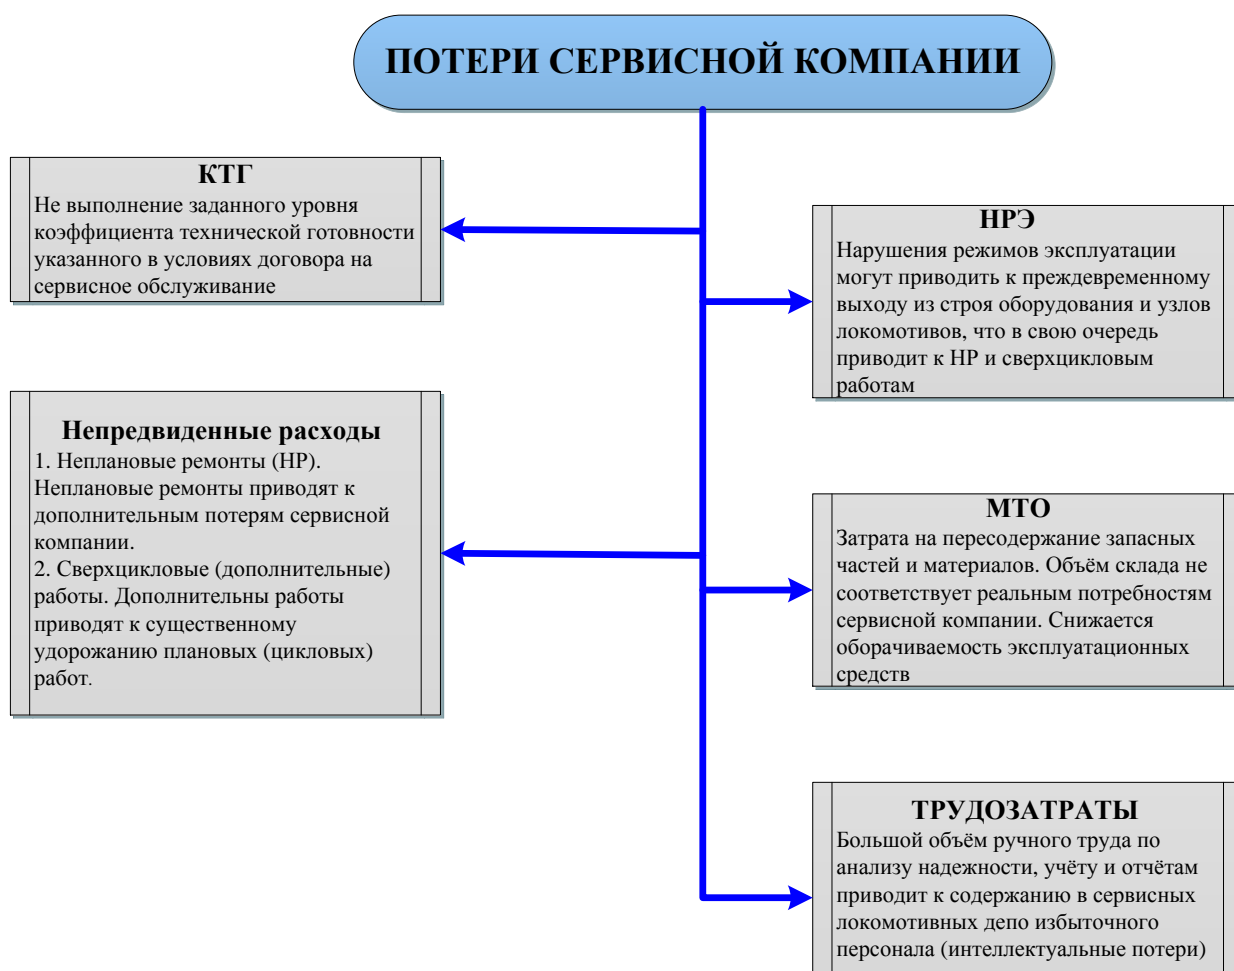 ПОТЕРИ СЕРВИСНОЙ КОМПАНИИ
КТГ
Не выполнение заданного уровня
коэффициента технической готовности
указанного в условиях договора на
сервисное обслуживание
НРЭ
Нарушения режимов эксплуатации
могут приводить к преждевременному
выходу из строя оборудования и узлов
локомотивов, что в свою очередь
приводит к НР и сверхцикловым
работам
Непредвиденные расходы
1. Неплановые ремонты (НР).
Неплановые ремонты приводят к
дополнительным потерям сервисной
компании.
2. Сверхцикловые (дополнительные)
работы. Дополнительны работы
приводят к существенному
удорожанию плановых (цикловых)
работ.
МТО
Затрата на пересодержание запасных
частей и материалов. Объём склада не
соответствует реальным потребностям
сервисной компании. Снижается
оборачиваемость эксплуатационных
средств
ТРУДОЗАТРАТЫ
Большой объём ручного труда по
анализу надежности, учёту и отчётам
приводит к содержанию в сервисных
локомотивных депо избыточного
персонала (интеллектуальные потери)